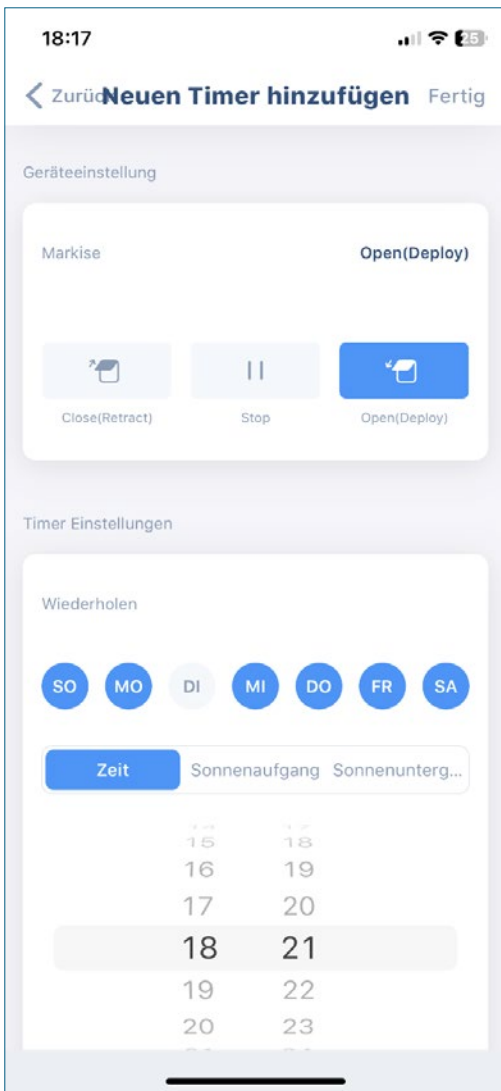 18:17
25
Zurüc Neuen Timer hinzufügen Fertig
Geräteeinstellung
Markise Open(Deploy)
Close(Retract) Stop Open(Deploy)
Timer Einstellungen
Wiederholen
SO MO DI MI DO FR SA
Zeit Sonnenaufgang Sonnenunterg...
15 18
16 19
17 20
18 21
19 22
20 23